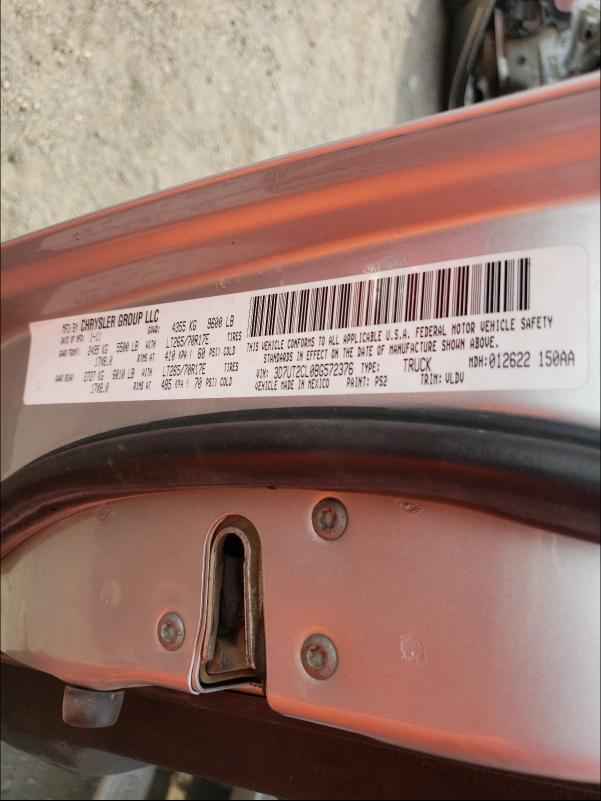 MFD BY CHRYSLER GROUP LLC
DATE OF MFR: 1-11 GVWR: 4355 KG 9600 LB
GAWR FRONT: 2495 KG 5500 LB WITH LT265/70R17E TIRES
17X8.0 RIMS AT 410 KPA / 60 PSI COLD
GAWR REAR: 2727 KG 6010 LB WITH LT265/70R17E TIRES
17X8.0 RIMS AT 485 KPA / 70 PSI COLD
THIS VEHICLE CONFORMS TO ALL APPLICABLE U.S.A. FEDERAL MOTOR VEHICLE SAFETY
STANDARDS IN EFFECT ON THE DATE OF MANUFACTURE SHOWN ABOVE.
VIN: 3D7UT2CL0BG572376 TYPE: TRUCK MDH:012622 150AA
MADE IN MEXICO PAINT: PS2 TRIM: VLDV